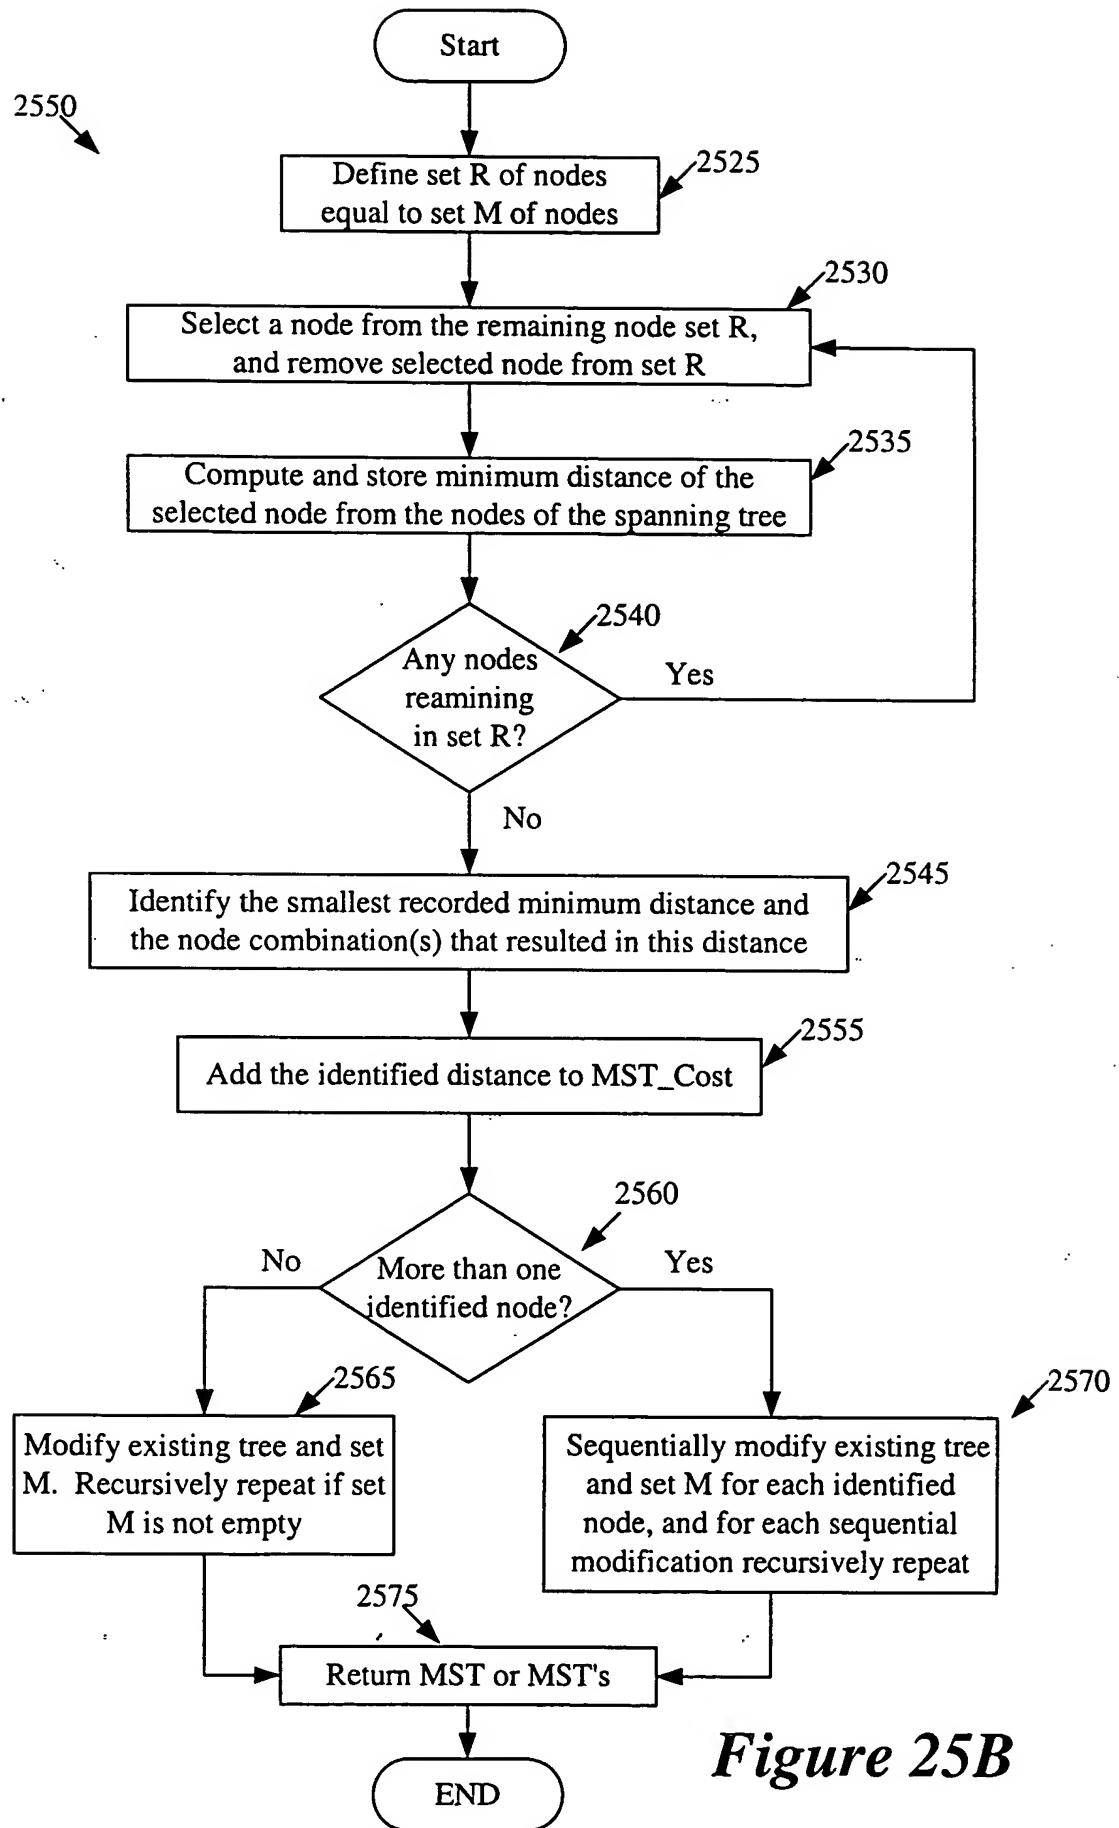 Start
2550
2525
Define set R of nodes
equal to set M of nodes
2530
Select a node from the remaining node set R,
and remove selected node from set R
2535
Compute and store minimum distance of the
selected node from the nodes of the spanning tree
2540
Any nodes
reamining
in set R?
Yes
No
2545
Identify the smallest recorded minimum distance and
the node combination(s) that resulted in this distance
2555
Add the identified distance to MST_Cost
2560
No
More than one
identified node?
Yes
2565
2570
Modify existing tree and set
M. Recursively repeat if set
M is not empty
Sequentially modify existing tree
and set M for each identified
node, and for each sequential
modification recursively repeat
2575
Return MST or MST's
Figure 25B
END